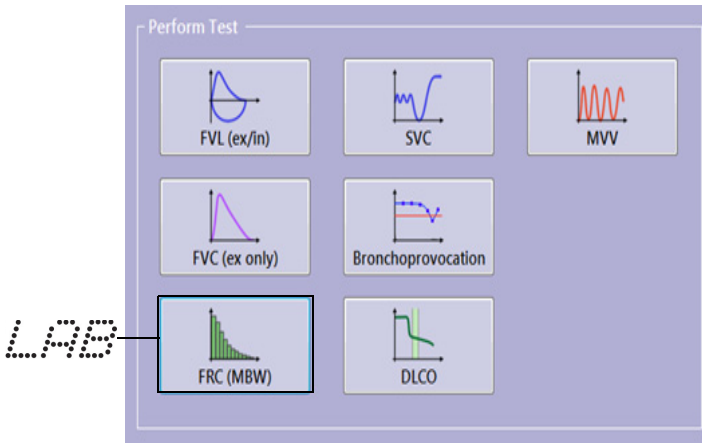 Perform Test
FVL (ex/in)
SVC
MVV
FVC (ex only)
Bronchoprovocation
LAB
FRC (MBW)
DLCO